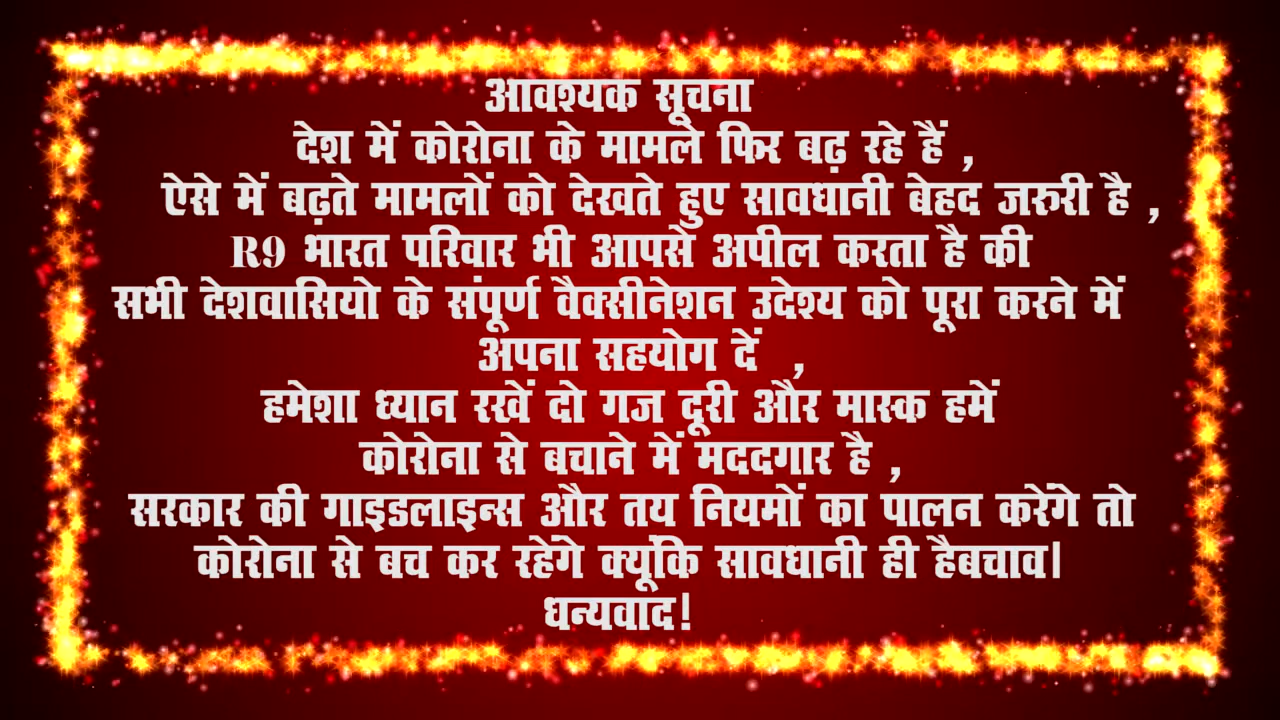 आवश्यक सूचना
देश में कोरोना के मामले फिर बढ़ रहे हैं ,
ऐसे में बढ़ते मामलों को देखते हुए सावधानी बेहद जरुरी है ,
R9 भारत परिवार भी आपसे अपील करता है की
सभी देशवासियो के संपूर्ण वैक्सीनेशन उदेश्य को पूरा करने में
अपना सहयोग दें ,
हमेशा ध्यान रखें दो गज दूरी और मास्क हमें
कोरोना से बचाने में मददगार है ,
सरकार की गाइडलाइन्स और तय नियमों का पालन करेंगे तो
कोरोना से बच कर रहेंगे क्यूंकि सावधानी ही हैबचाव|
धन्यवाद!